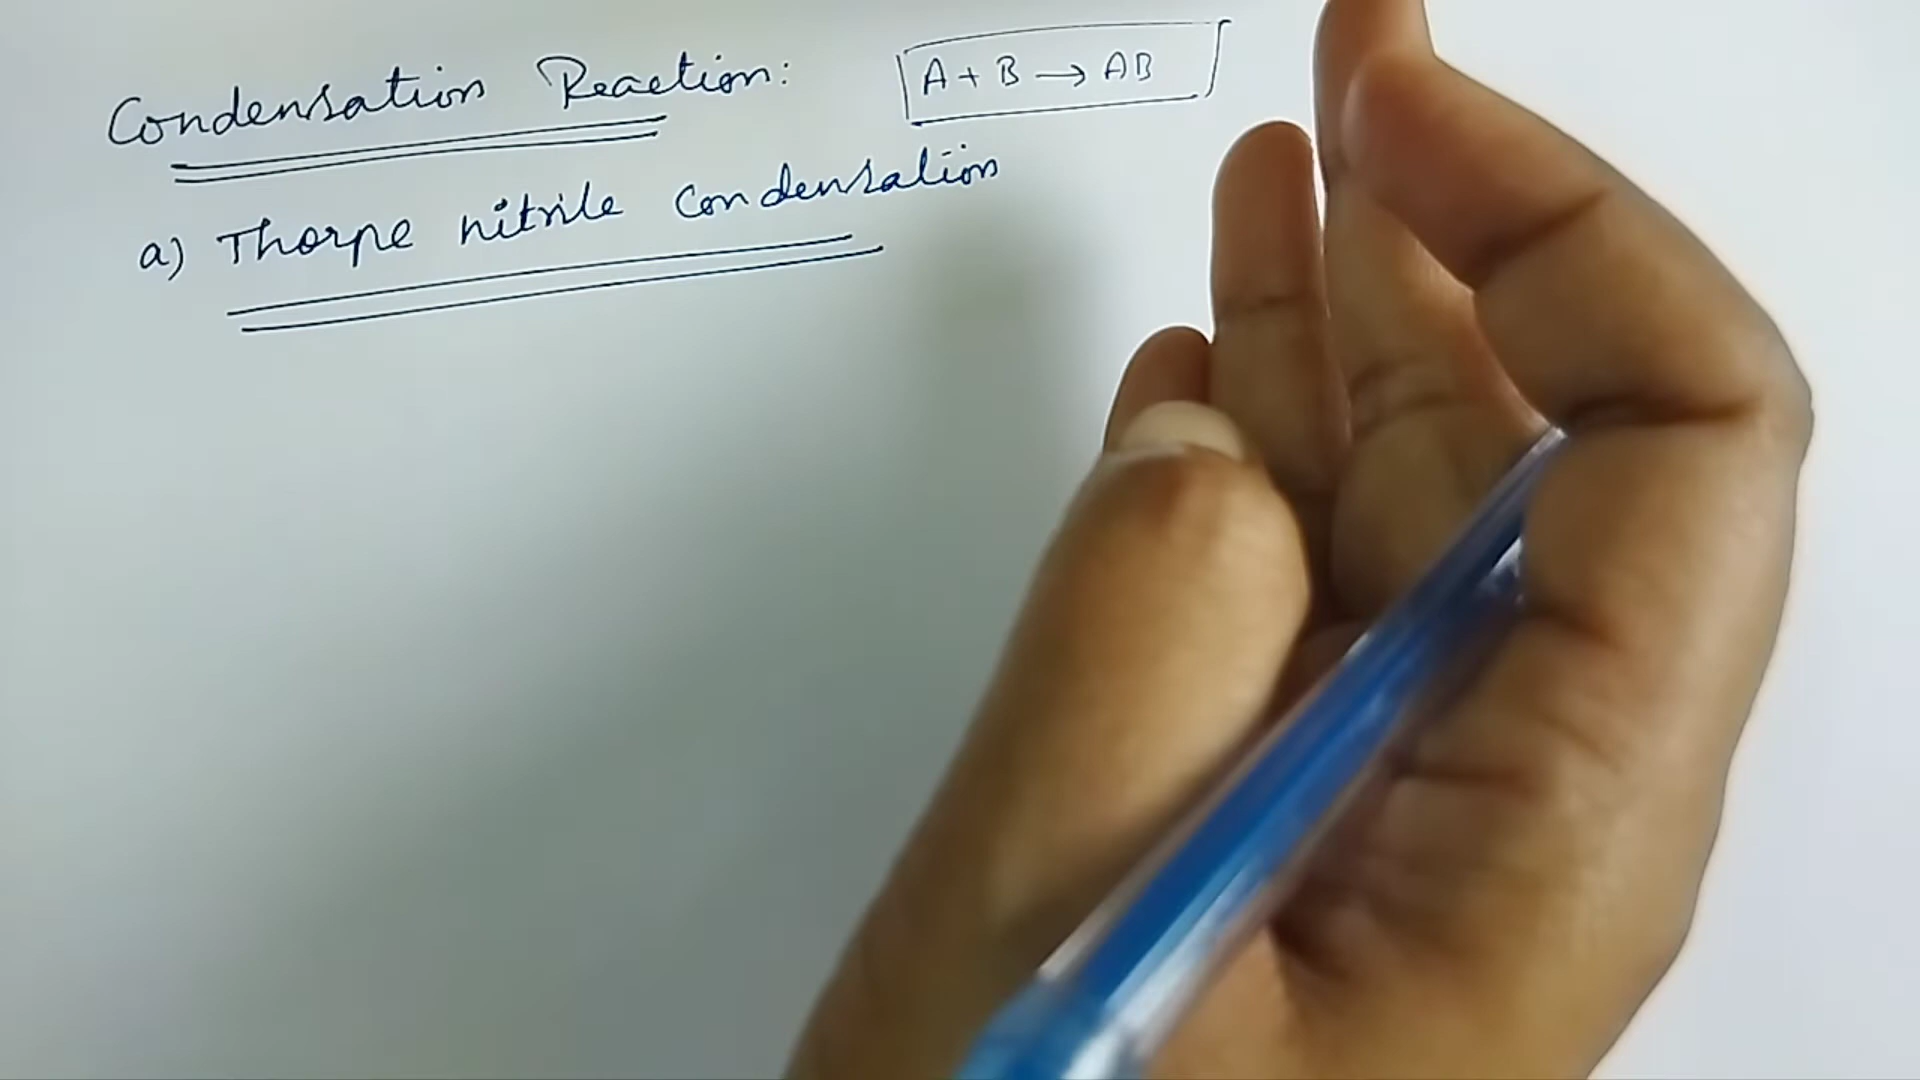 Condensation Reaction:
A + B → AB
a) Thorpe nitrile Condensation